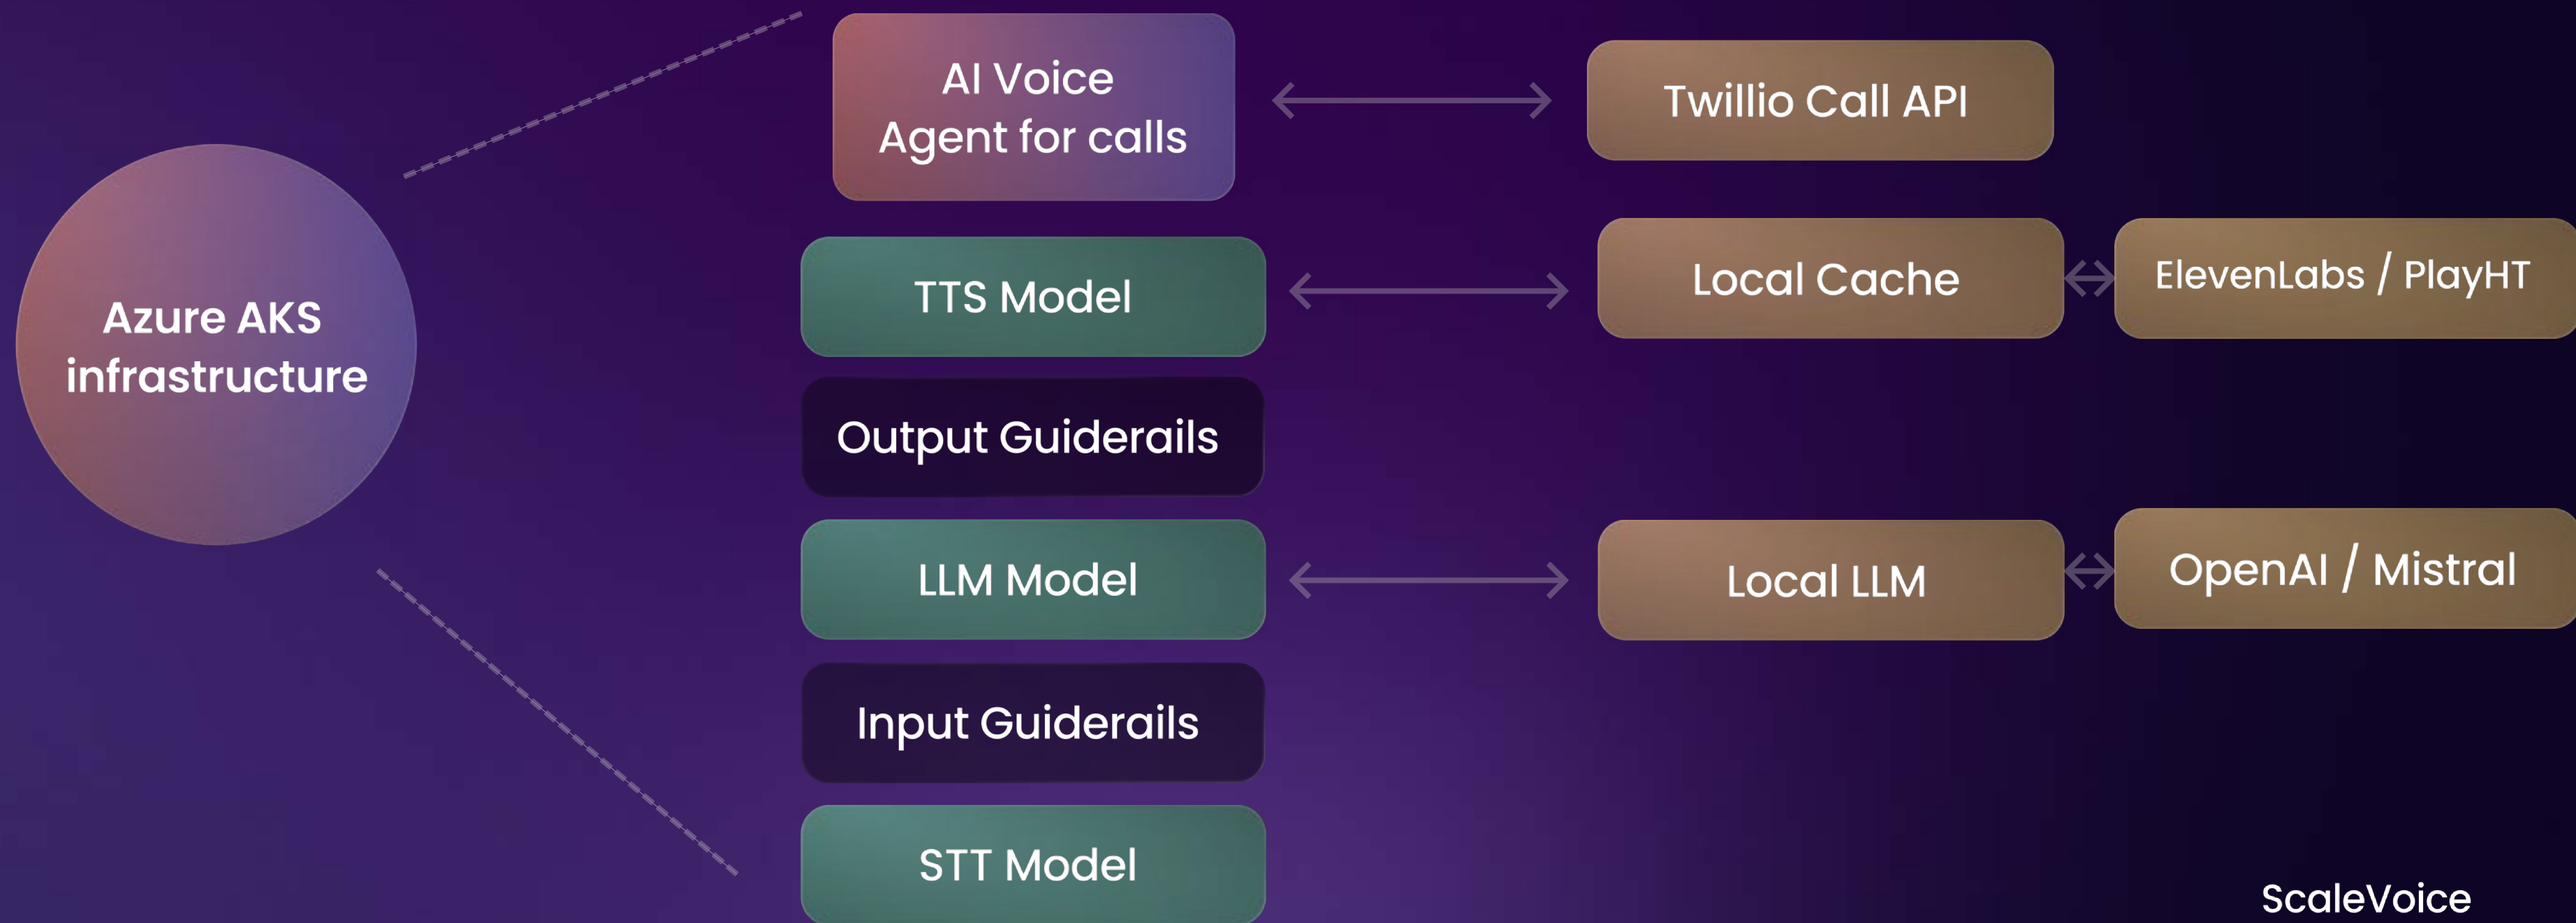 AI Voice
Agent for calls
Twillio Call API
Azure AKS
infrastructure
TTS Model
Local Cache
ElevenLabs / PlayHT
Output Guiderails
LLM Model
Local LLM
OpenAI / Mistral
Input Guiderails
STT Model
ScaleVoice